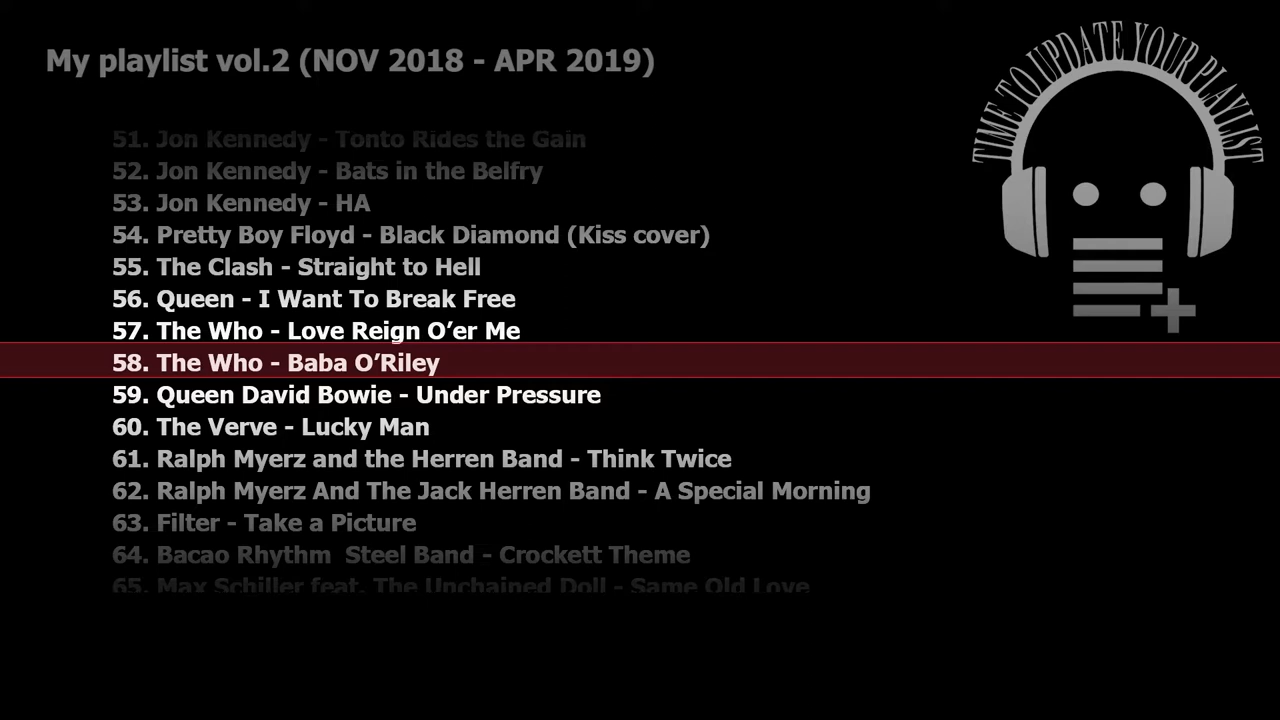 My playlist vol.2 (NOV 2018 - APR 2019)
TIME TO UPDATE YOUR PLAYLIST
51. Jon Kennedy - Tonto Rides the Gain
52. Jon Kennedy - Bats in the Belfry
53. Jon Kennedy - HA
54. Pretty Boy Floyd - Black Diamond (Kiss cover)
55. The Clash - Straight to Hell
56. Queen - I Want To Break Free
57. The Who - Love Reign O’er Me
58. The Who - Baba O’Riley
59. Queen David Bowie - Under Pressure
60. The Verve - Lucky Man
61. Ralph Myerz and the Herren Band - Think Twice
62. Ralph Myerz And The Jack Herren Band - A Special Morning
63. Filter - Take a Picture
64. Bacao Rhythm  Steel Band - Crockett Theme
65. Max Schiller feat. The Unchained Doll - Same Old Love